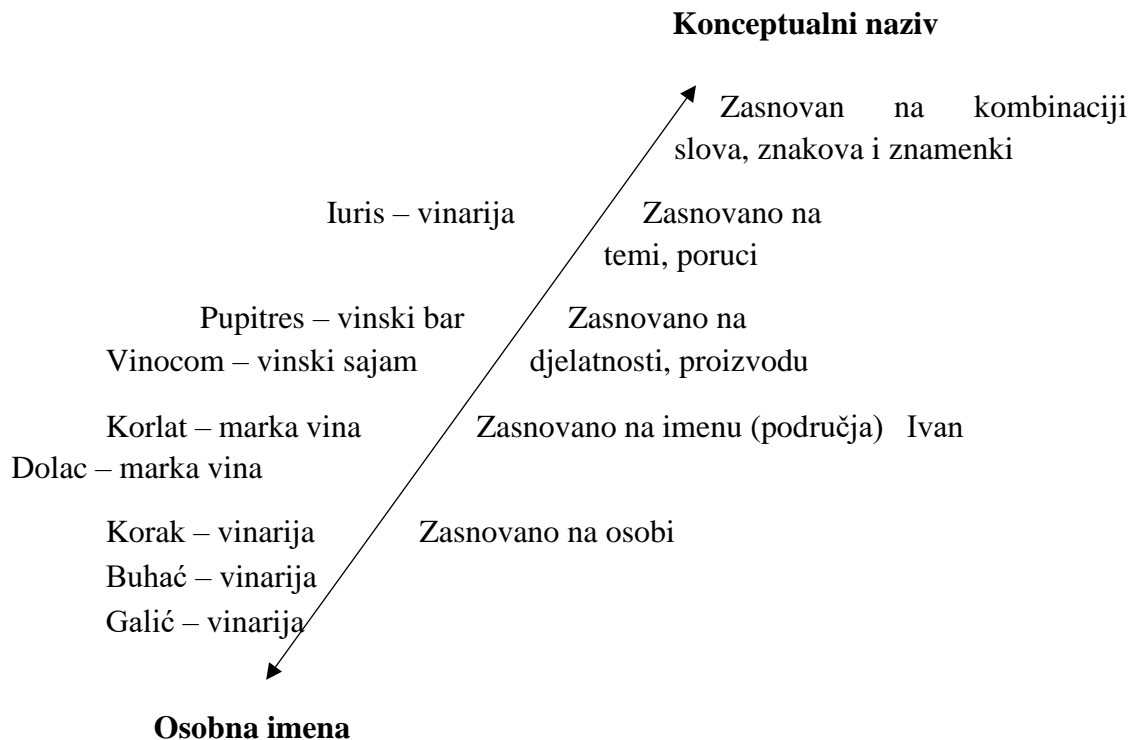 Konceptualni naziv
Zasnovan na kombinaciji
slova, znakova i znamenki
Iuris – vinarija Zasnovano na
temi, poruci
Pupitres – vinski bar Zasnovano na
Vinocom – vinski sajam djelatnosti, proizvodu
Korlat – marka vina Zasnovano na imenu (područja) Ivan
Dolac – marka vina
Korak – vinarija Zasnovano na osobi
Buhać – vinarija
Galić – vinarija
Osobna imena